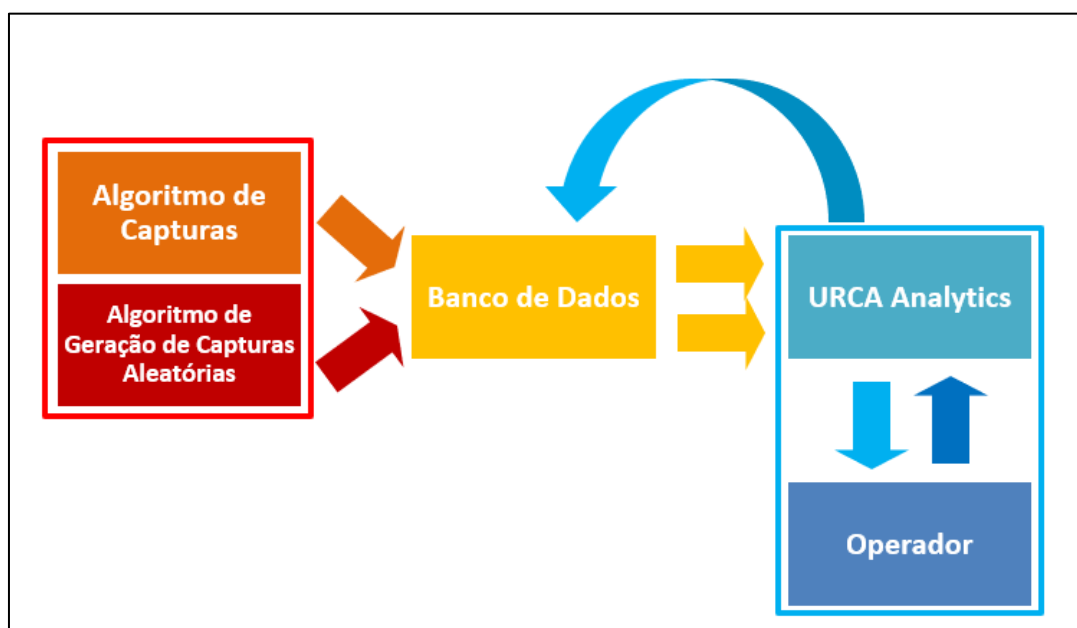 Algoritmo de
Capturas
Algoritmo de
Geração de Capturas
Aleatórias
Banco de Dados
URCA Analytics
Operador